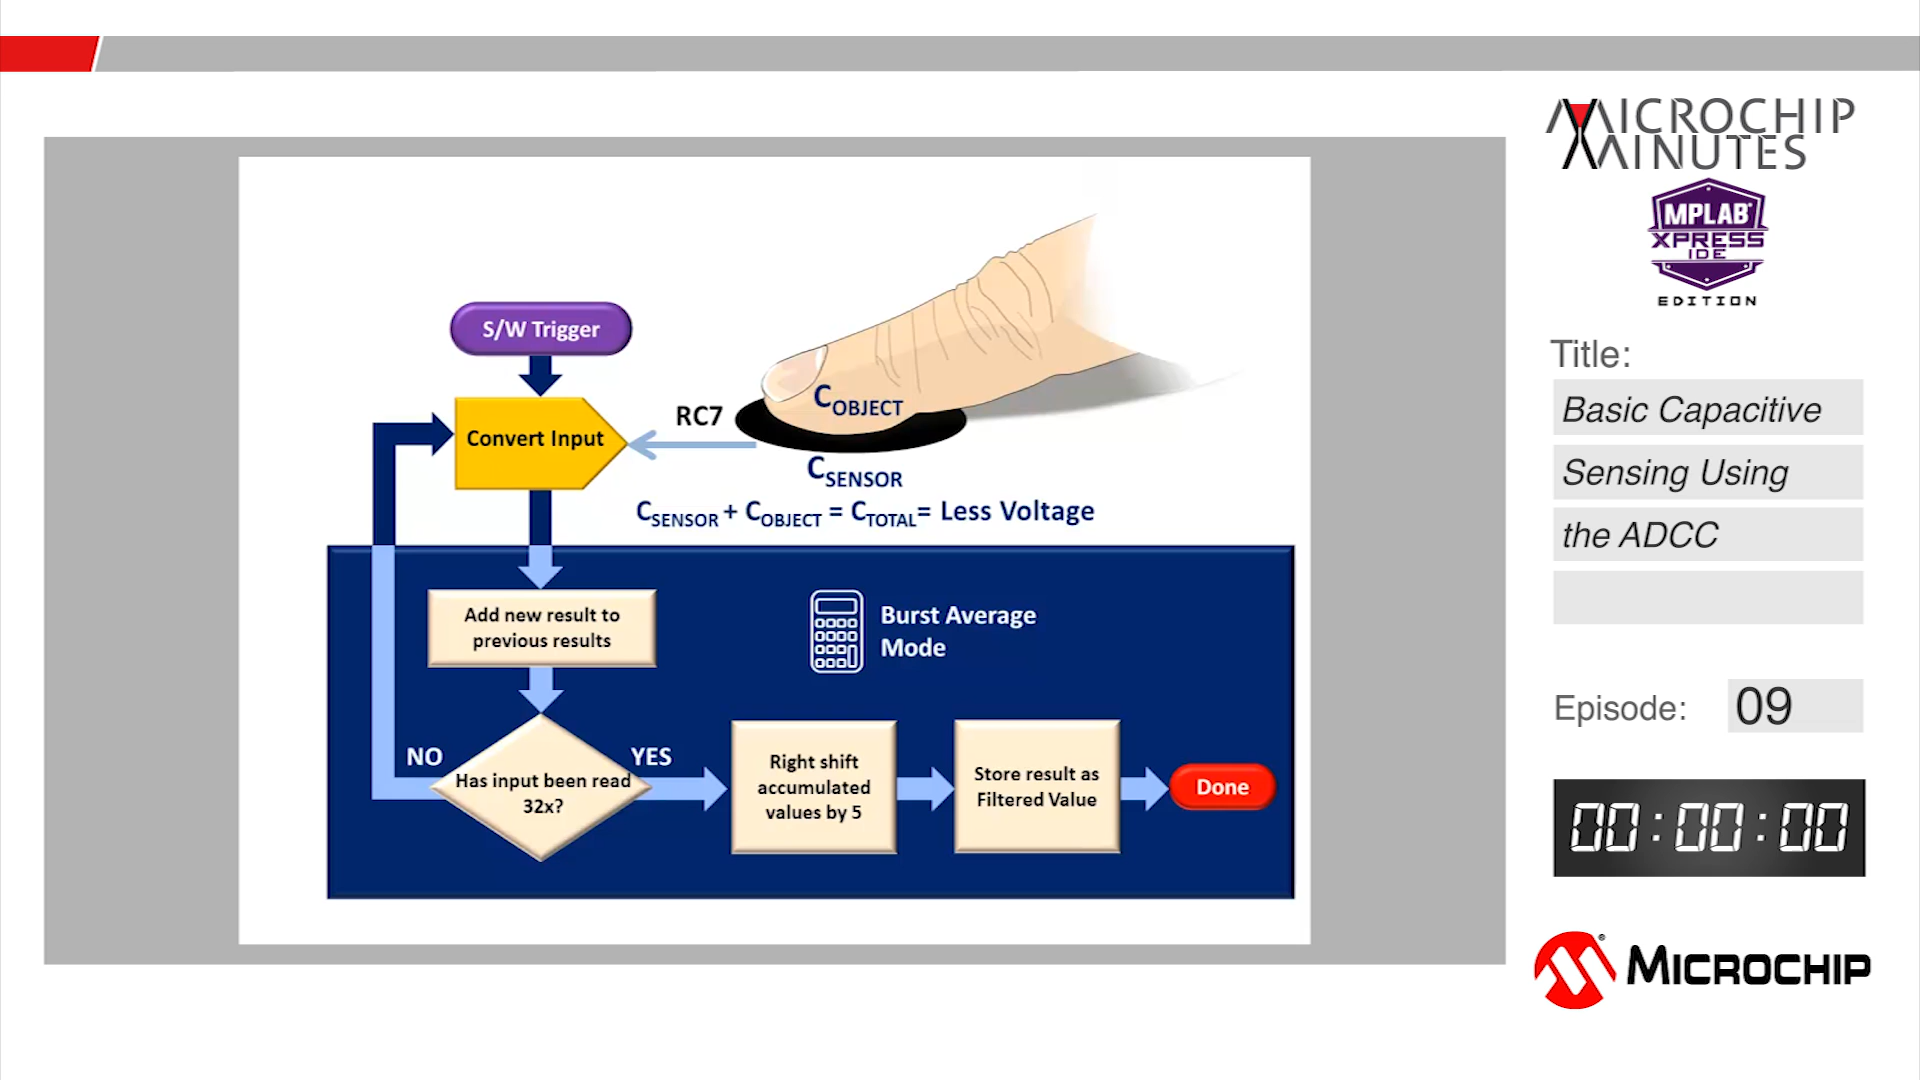 MICROCHIP
MINUTES
MPLAB®
XPRESS
IDE
EDITION
Title:
Basic Capacitive
Sensing Using
the ADCC
Episode: 09
00:00:00
MICROCHIP®
S/W Trigger
Convert Input
RC7
COBJECT
CSENSOR
CSENSOR + COBJECT = CTOTAL= Less Voltage
Add new result to
previous results
Burst Average
Mode
NO
YES
Has input been read
32x?
Right shift
accumulated
values by 5
Store result as
Filtered Value
Done